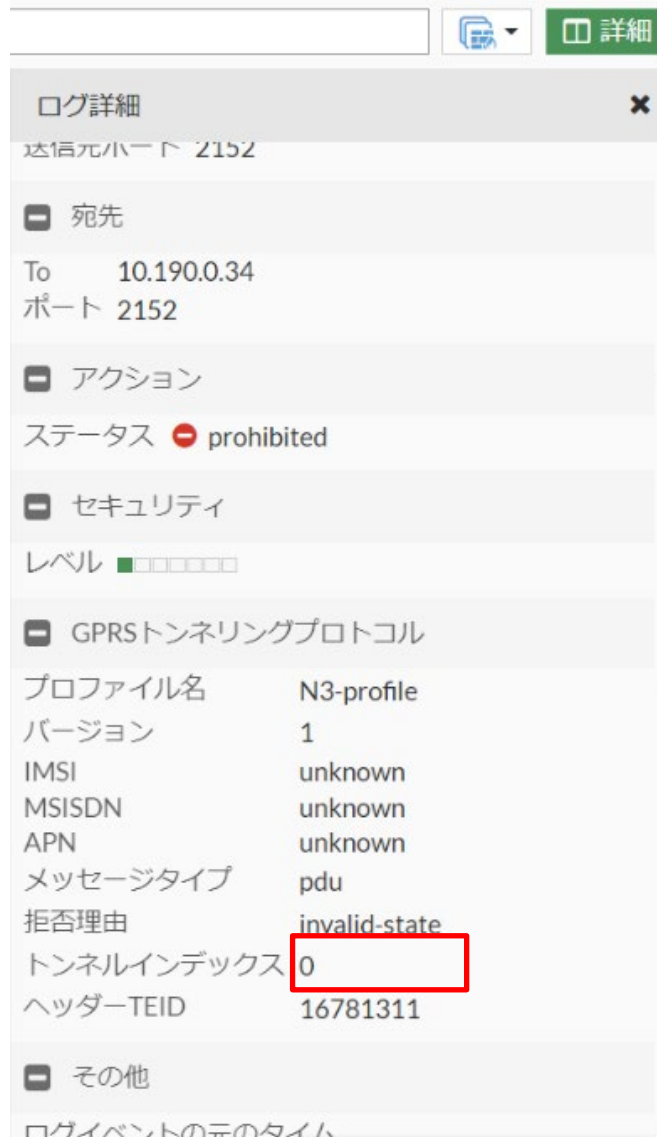 詳細
ログ詳細
送信元ポート 2152
宛先
To 10.190.0.34
ポート 2152
アクション
ステータス prohibited
セキュリティ
レベル
GPRSトンネリングプロトコル
プロファイル名 N3-profile
バージョン 1
IMSI unknown
MSISDN unknown
APN unknown
メッセージタイプ pdu
拒否理由 invalid-state
トンネルインデックス 0
ヘッダーTEID 16781311
その他
ログイベントの元のタイム